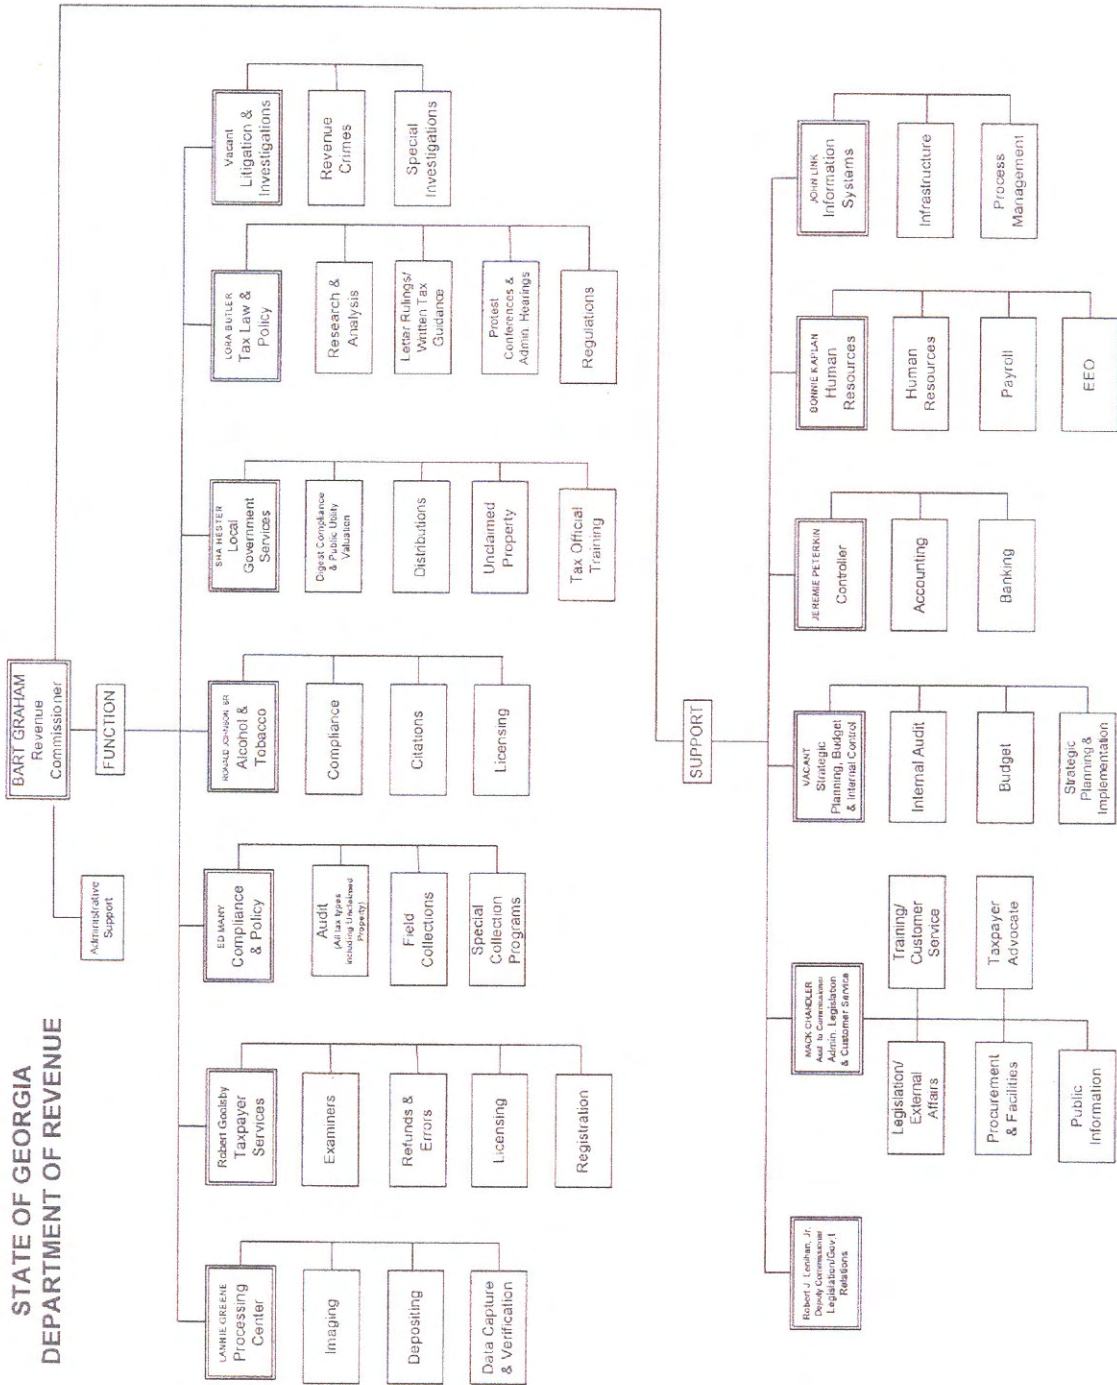 STATE OF GEORGIA
DEPARTMENT OF REVENUE
BART GRAHAM
Revenue
Commissioner
Administrative
Support
FUNCTION
LANHIE GREENE
Processing
Center
Imaging
Depositing
Data Capture
& Verification
Robert Goolsby
Taxpayer
Services
Examiners
Refunds &
Errors
Licensing
Registration
ED MANY
Compliance
& Policy
Audit
(All tax types
including Unclaimed
Property)
Field
Collections
Special
Collection
Programs
RONALD JOHNSON SR
Alcohol &
Tobacco
Compliance
Citations
Licensing
SHA HESTER
Local
Government
Services
Digest Compliance
& Public Utility
Valuation
Distributions
Unclaimed
Property
Tax Official
Training
LORA BUTLER
Tax Law &
Policy
Research &
Analysis
Letter Rulings/
Written Tax
Guidance
Protest
Conferences &
Admin. Hearings
Regulations
Vacant
Litigation &
Investigations
Revenue
Crimes
Special
Investigations
SUPPORT
Robert J. Lenihan, Jr.
Deputy Commissioner
Legislation/Gov.t
Relations
MACK CHANDLER
Asst. to Commissioner
Admin. Legislation
& Customer Service
Legislation/
External
Affairs
Training/
Customer
Service
Procurement
& Facilities
Taxpayer
Advocate
Public
Information
VACANT
Strategic
Planning, Budget
& Internal Control
Internal Audit
Budget
Strategic
Planning &
Implementation
JEREMIE PETERKIN
Controller
Accounting
Banking
BONNIE KAPLAN
Human
Resources
Human
Resources
Payroll
EEO
JOHN LINK
Information
Systems
Infrastructure
Process
Management